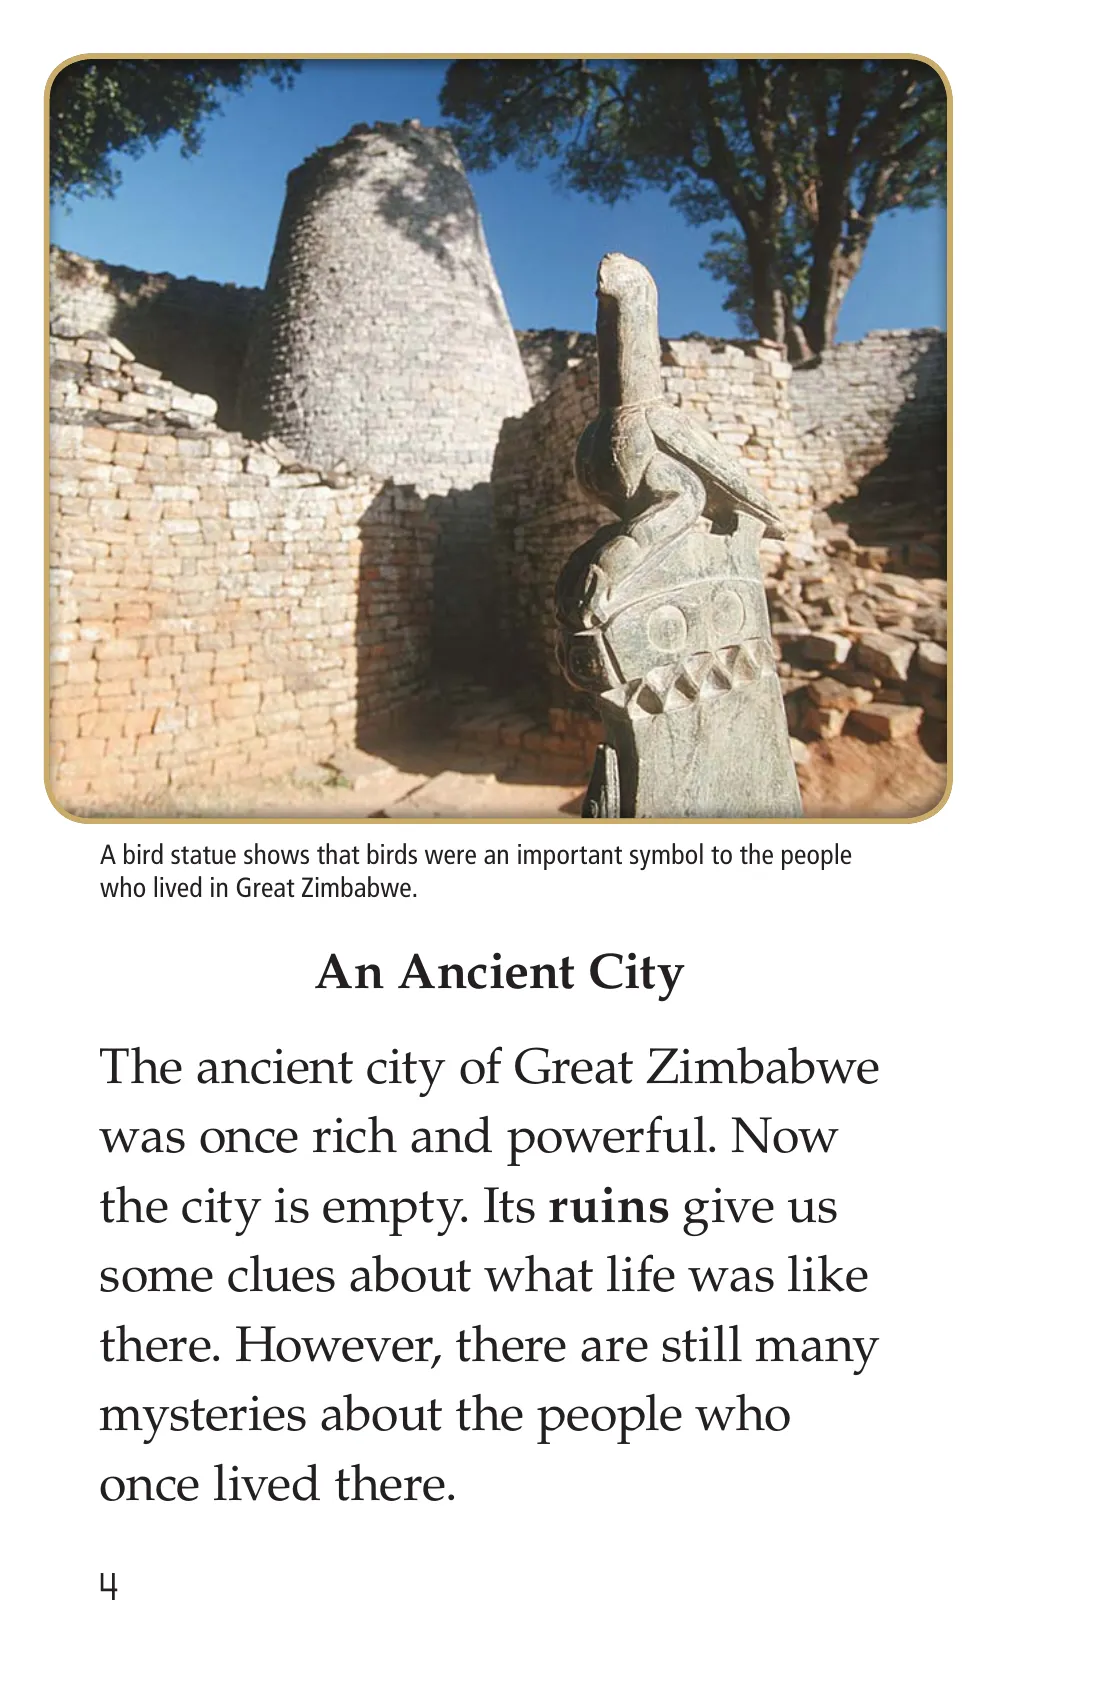 A bird statue shows that birds were an important symbol to the people
who lived in Great Zimbabwe.
An Ancient City
The ancient city of Great Zimbabwe
was once rich and powerful. Now
the city is empty. Its ruins give us
some clues about what life was like
there. However, there are still many
mysteries about the people who
once lived there.
4